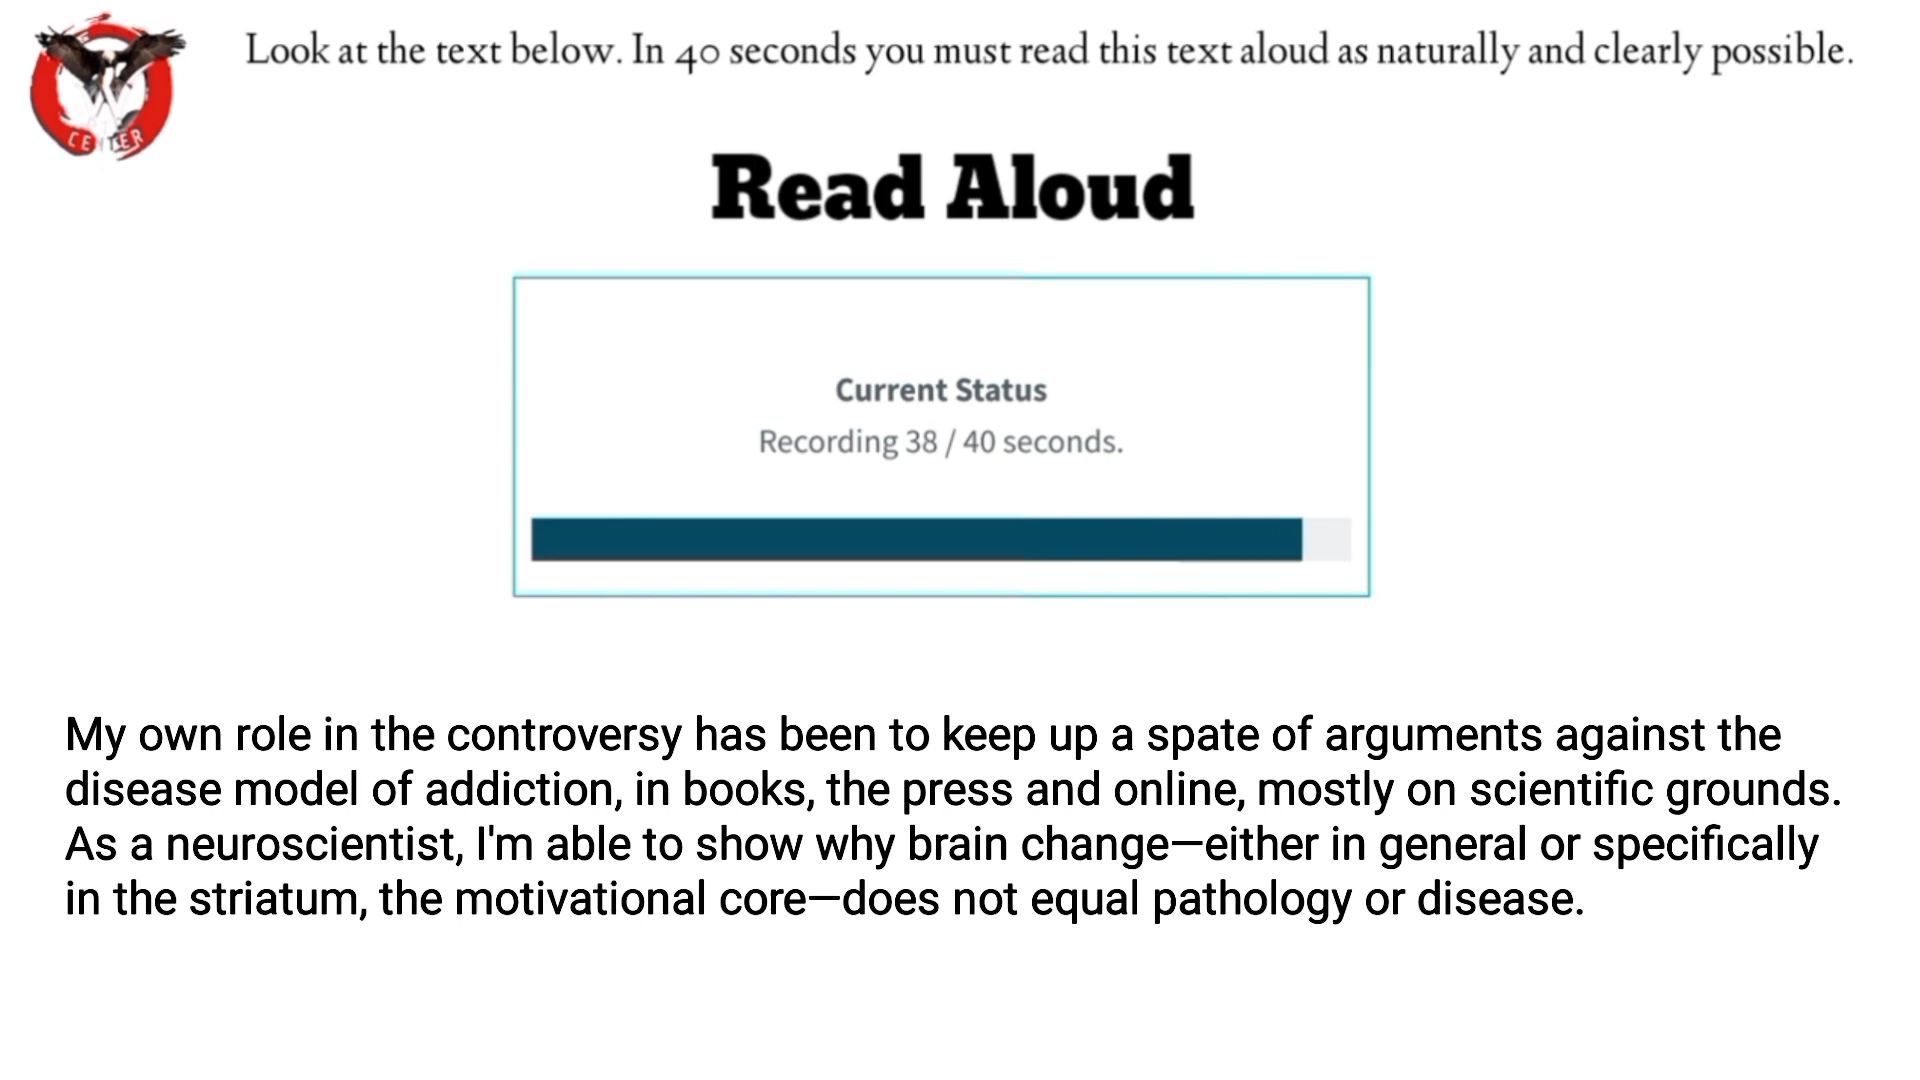 Look at the text below. In 40 seconds you must read this text aloud as naturally and clearly possible.
CENTER
Read Aloud
Current Status
Recording 38 / 40 seconds.
My own role in the controversy has been to keep up a spate of arguments against the
disease model of addiction, in books, the press and online, mostly on scientific grounds.
As a neuroscientist, I'm able to show why brain change—either in general or specifically
in the striatum, the motivational core—does not equal pathology or disease.